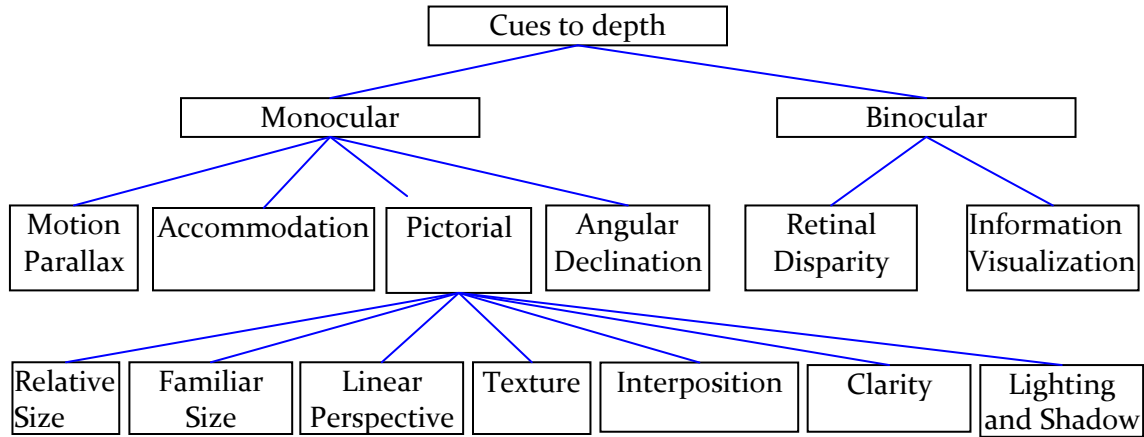 Cues to depth
Monocular
Binocular
Motion
Parallax
Accommodation
Pictorial
Angular
Declination
Retinal
Disparity
Information
Visualization
Relative
Size
Familiar
Size
Linear
Perspective
Texture
Interposition
Clarity
Lighting
and Shadow